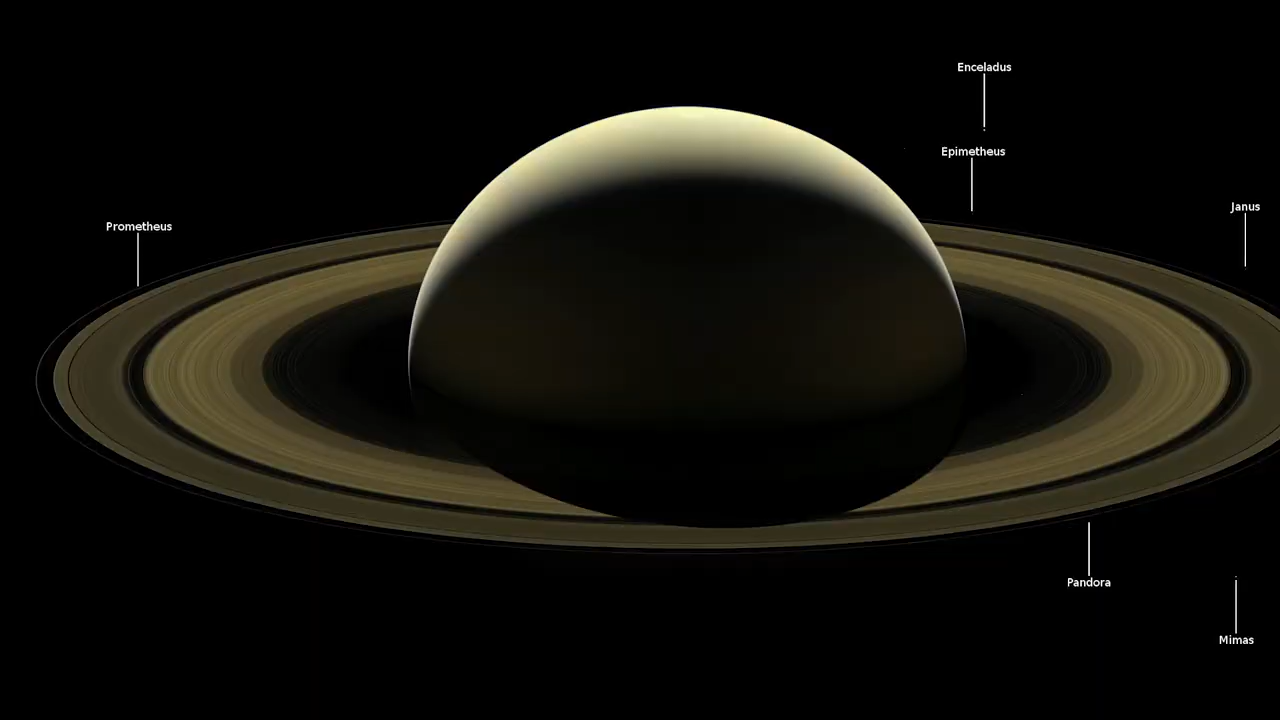 Enceladus
Epimetheus
Janus
Prometheus
Pandora
Mimas